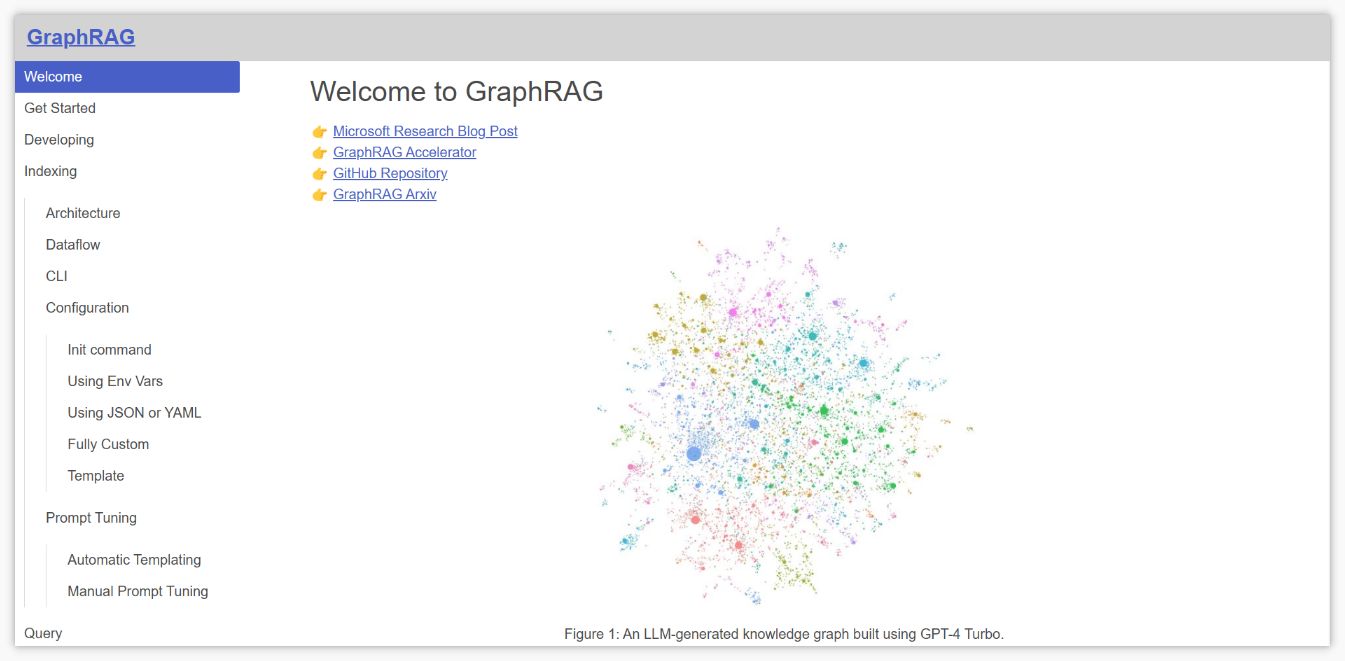 GraphRAG
Welcome
Get Started
Developing
Indexing
Architecture
Dataflow
CLI
Configuration
Init command
Using Env Vars
Using JSON or YAML
Fully Custom
Template
Prompt Tuning
Automatic Templating
Manual Prompt Tuning
Query
Welcome to GraphRAG
👉 Microsoft Research Blog Post
👉 GraphRAG Accelerator
👉 GitHub Repository
👉 GraphRAG Arxiv
Figure 1: An LLM-generated knowledge graph built using GPT-4 Turbo.